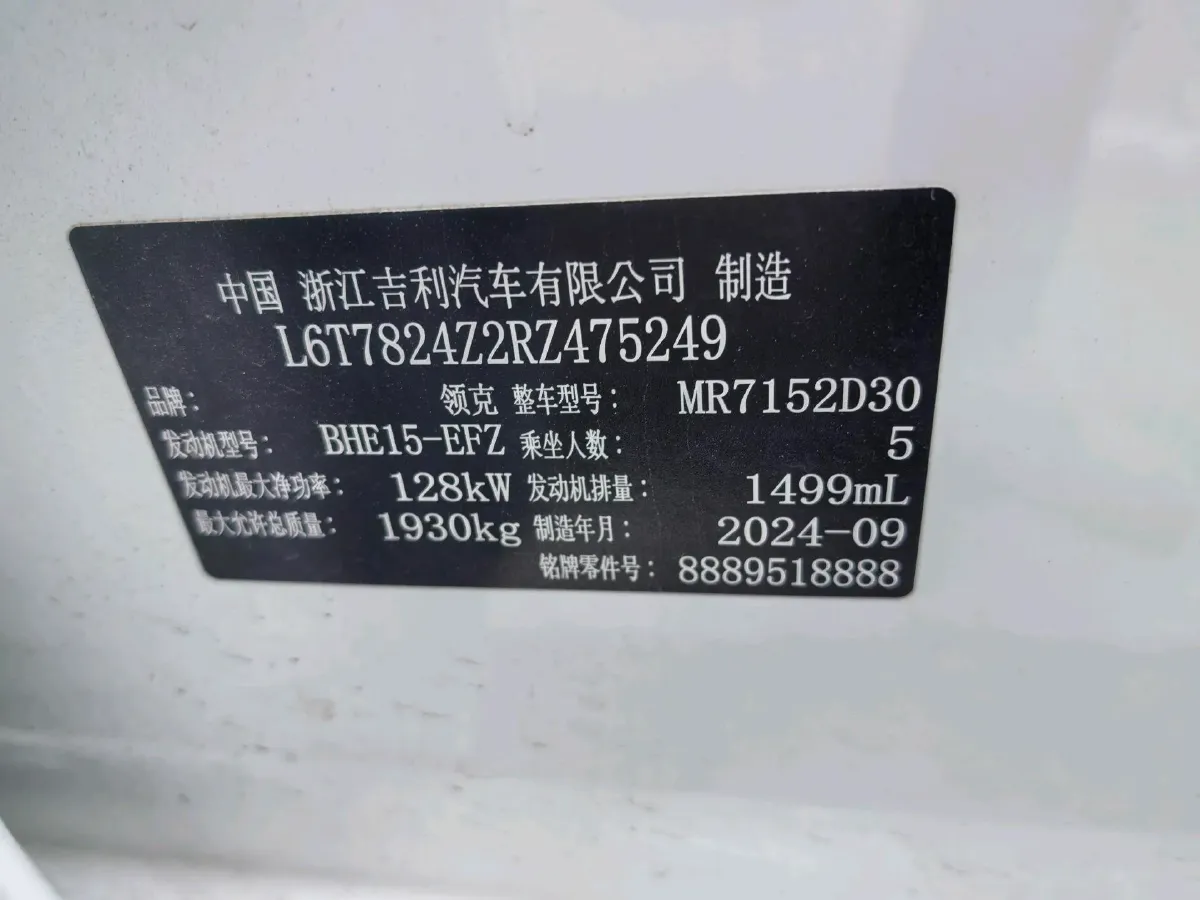 中国 浙江吉利汽车有限公司 制造
L6T7824Z2RZ475249
品牌： 领克 整车型号： MR7152D30
发动机型号： BHE15-EFZ 乘坐人数： 5
发动机最大净功率： 128kW 发动机排量： 1499mL
最大允许总质量： 1930kg 制造年月： 2024-09
铭牌零件号： 8889518888